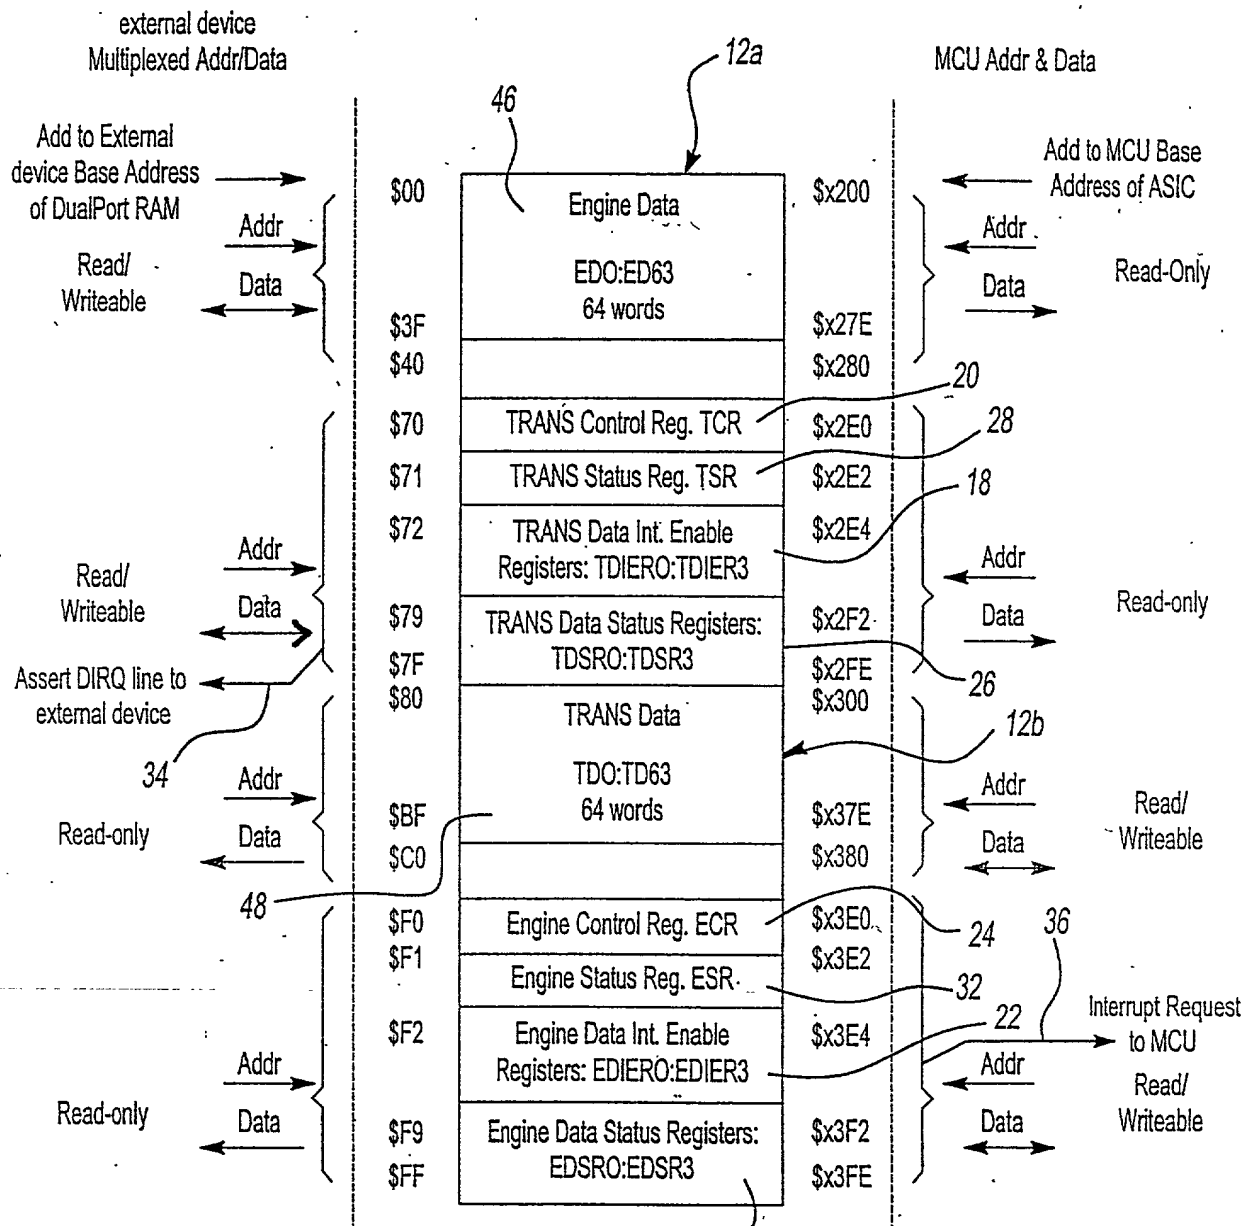 external device
Multiplexed Addr/Data
12a
MCU Addr & Data
46
Add to External
device Base Address
of DualPort RAM
Add to MCU Base
Address of ASIC
$00
Engine Data
$x200
Addr
Addr
Read/
Writeable
Data
EDO:ED63
64 words
Data
Read-Only
$3F
$x27E
$40
$x280
20
$70
TRANS Control Reg. TCR
$x2E0
28
$71
TRANS Status Reg. TSR
$x2E2
18
$72
TRANS Data Int. Enable
Registers: TDIERO:TDIER3
$x2E4
Addr
Addr
Read/
Writeable
Data
Data
Read-only
$79
TRANS Data Status Registers:
TDSRO:TDSR3
$x2F2
$7F
$x2FE
Assert DIRQ line to
external device
26
$80
TRANS Data
$x300
12b
34
TDO:TD63
64 words
Addr
Addr
Read-only
Data
Data
Read/
Writeable
$BF
$x37E
$C0
$x380
48
$F0
Engine Control Reg. ECR
$x3E0
24
36
$F1
Engine Status Reg. ESR
$x3E2
32
22
Interrupt Request
to MCU
$F2
Engine Data Int. Enable
Registers: EDIERO:EDIER3
$x3E4
Addr
Addr
Read-only
Data
Data
Read/
Writeable
$F9
Engine Data Status Registers:
EDSRO:EDSR3
$x3F2
$FF
$x3FE